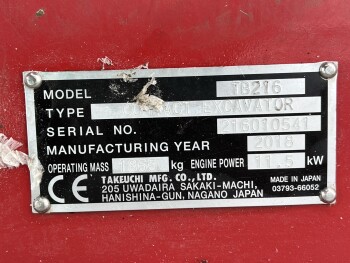 MODEL TB216
TYPE EXCAVATOR
SERIAL NO. 216010541
MANUFACTURING YEAR 2018
OPERATING MASS kg ENGINE POWER 11.5 kW
CE TAKEUCHI MFG. CO., LTD. MADE IN JAPAN
205 UWADAIRA SAKAKI-MACHI, 03793-66052
HANISHINA-GUN, NAGANO JAPAN